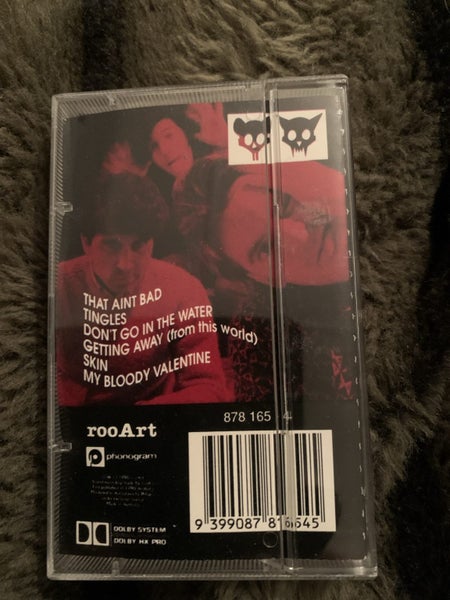 THAT AINT BAD
TINGLES
DON'T GO IN THE WATER
GETTING AWAY (from this world)
SKIN
MY BLOODY VALENTINE
878 165 4
rooArt
phonogram
DOLBY SYSTEM
DOLBY HX PRO
9 399087 816545